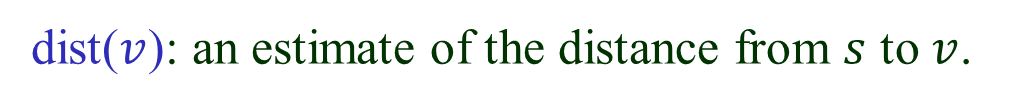 dist(v): an estimate of the distance from s to v.